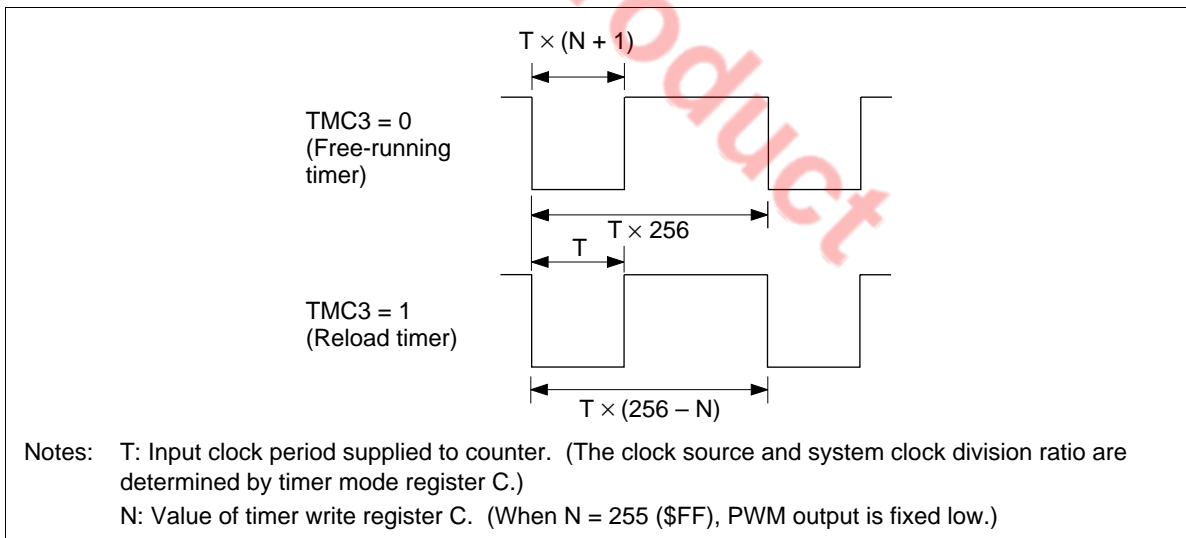 oduct
T × (N + 1)
TMC3 = 0
(Free-running
timer)
T × 256
T
TMC3 = 1
(Reload timer)
T × (256 – N)
Notes: T: Input clock period supplied to counter. (The clock source and system clock division ratio are
determined by timer mode register C.)
N: Value of timer write register C. (When N = 255 ($FF), PWM output is fixed low.)